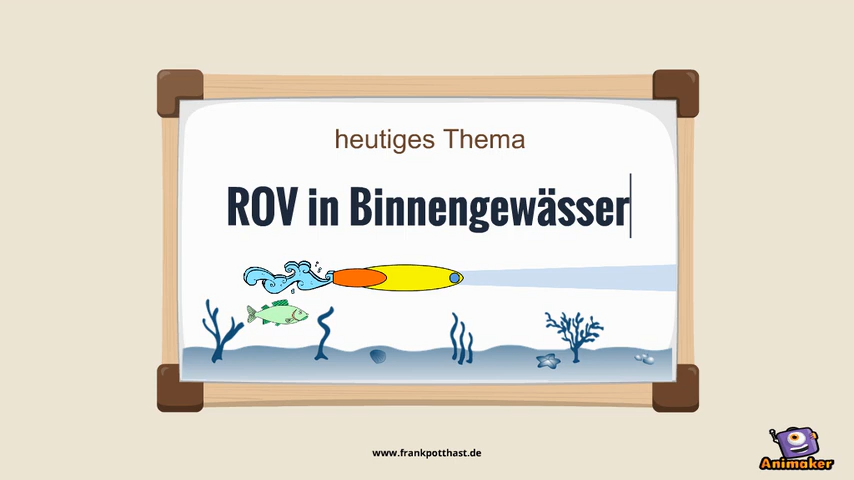 heutiges Thema
ROV in Binnengewässer
www.frankpotthast.de
Animaker